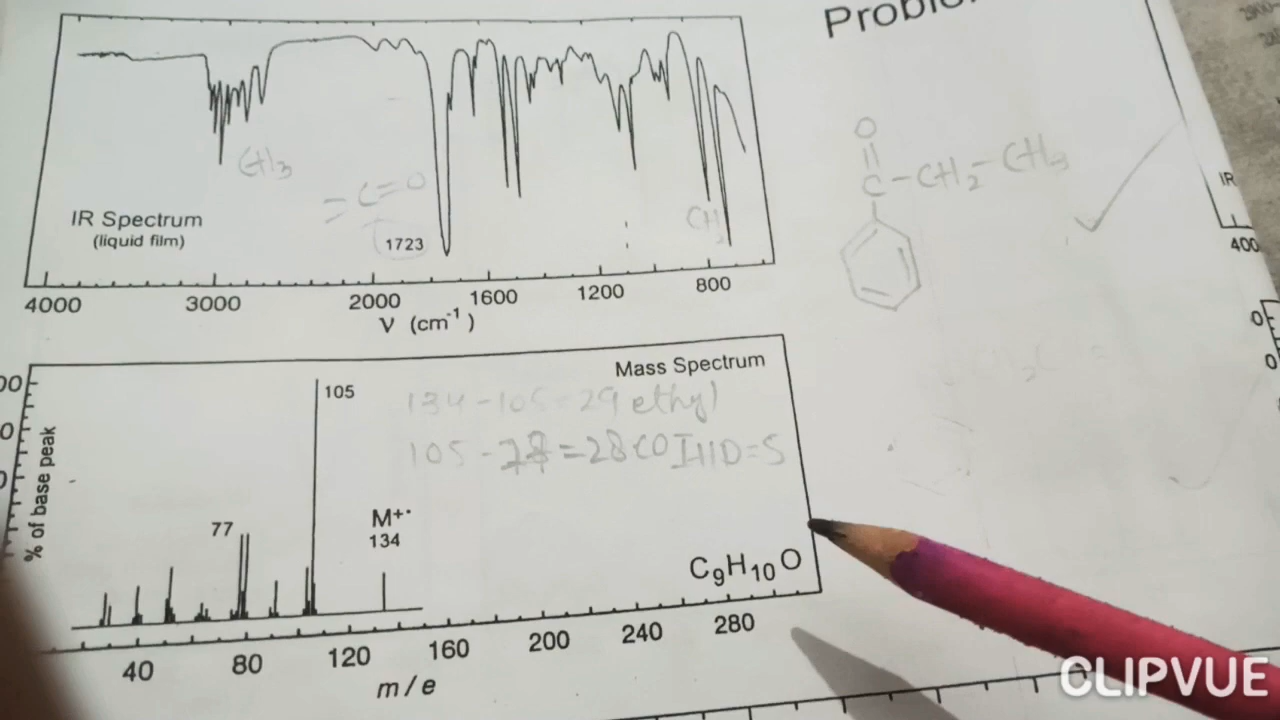 Proble
CH3
=C=O
IR Spectrum
(liquid film)
1723
CH3
4000 3000 2000 1600 1200 800
ν (cm-1)
O
||
C-CH2-CH3
IR
400
Mass Spectrum
105
134-105=29 ethyl
105-77=28 CO IHD=5
77
M+·
134
C9H10O
% of base peak
40 80 120 160 200 240 280
m / e
CLIPVUE